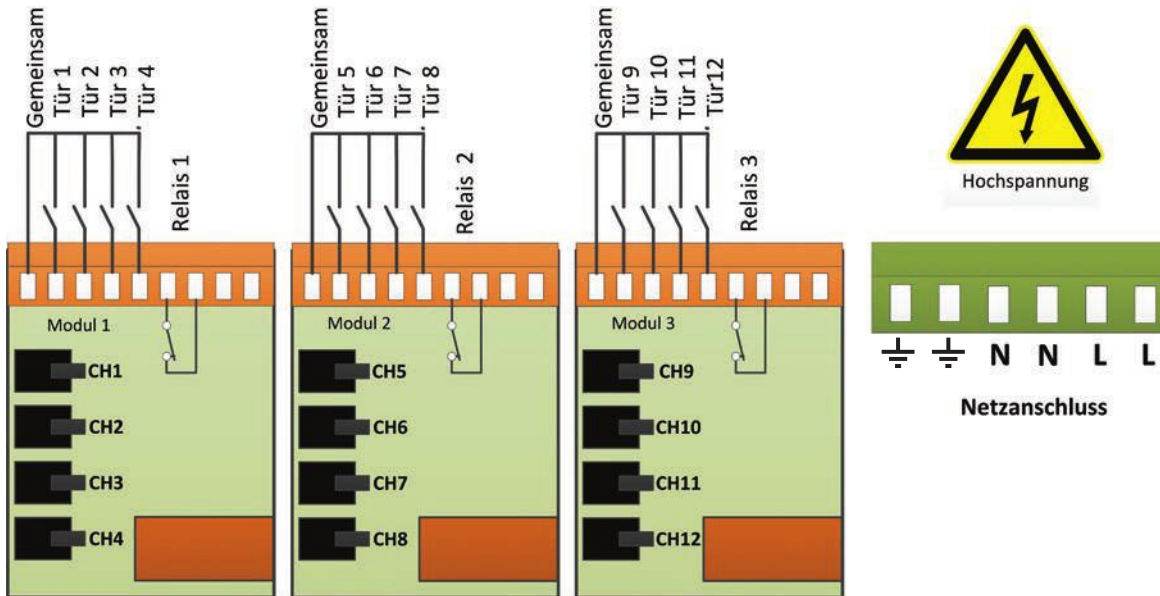 Gemeinsam
Tür 1
Tür 2
Tür 3
Tür 4
Relais 1
Modul 1
CH1
CH2
CH3
CH4
Gemeinsam
Tür 5
Tür 6
Tür 7
Tür 8
Relais 2
Modul 2
CH5
CH6
CH7
CH8
Gemeinsam
Tür 9
Tür 10
Tür 11
Tür12
Relais 3
Modul 3
CH9
CH10
CH11
CH12
Hochspannung
N N L L
Netzanschluss